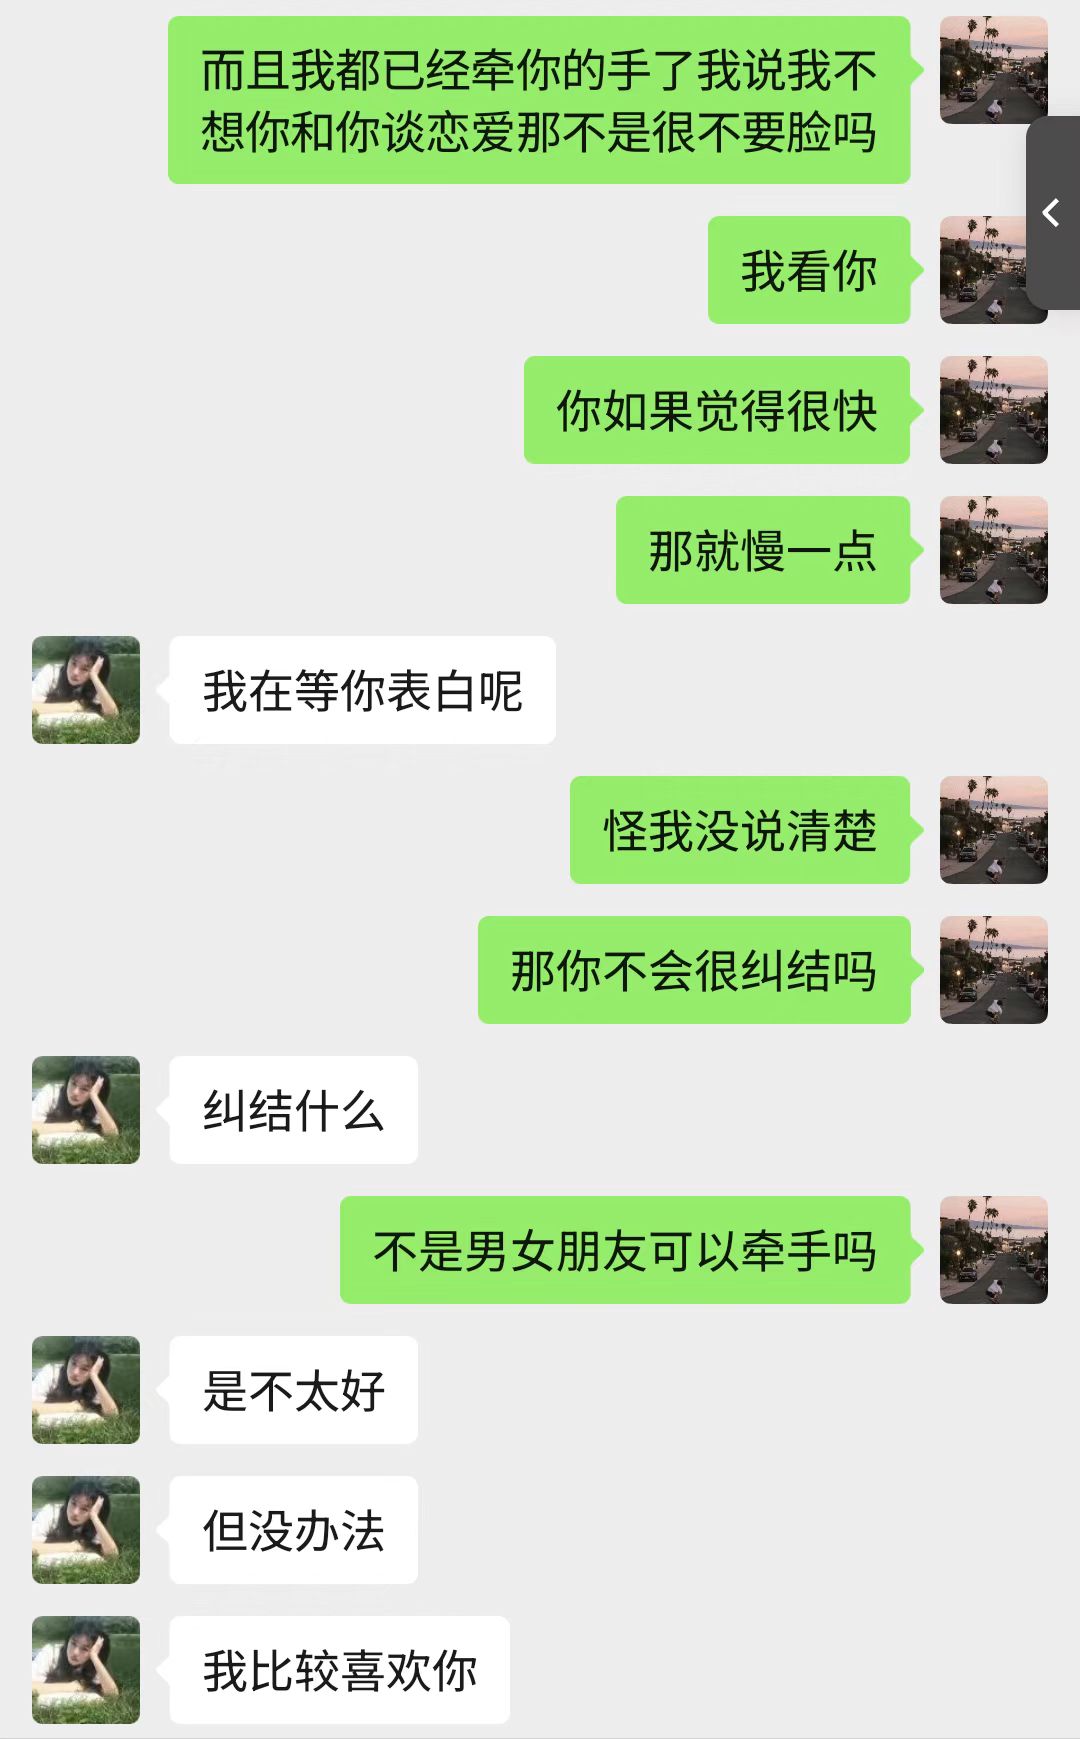 而且我都已经牵你的手了我说我不
想你和你谈恋爱那不是很不要脸吗
我看你
你如果觉得很快
那就慢一点
我在等你表白呢
怪我没说清楚
那你不会很纠结吗
纠结什么
不是男女朋友可以牵手吗
是不太好
但没办法
我比较喜欢你